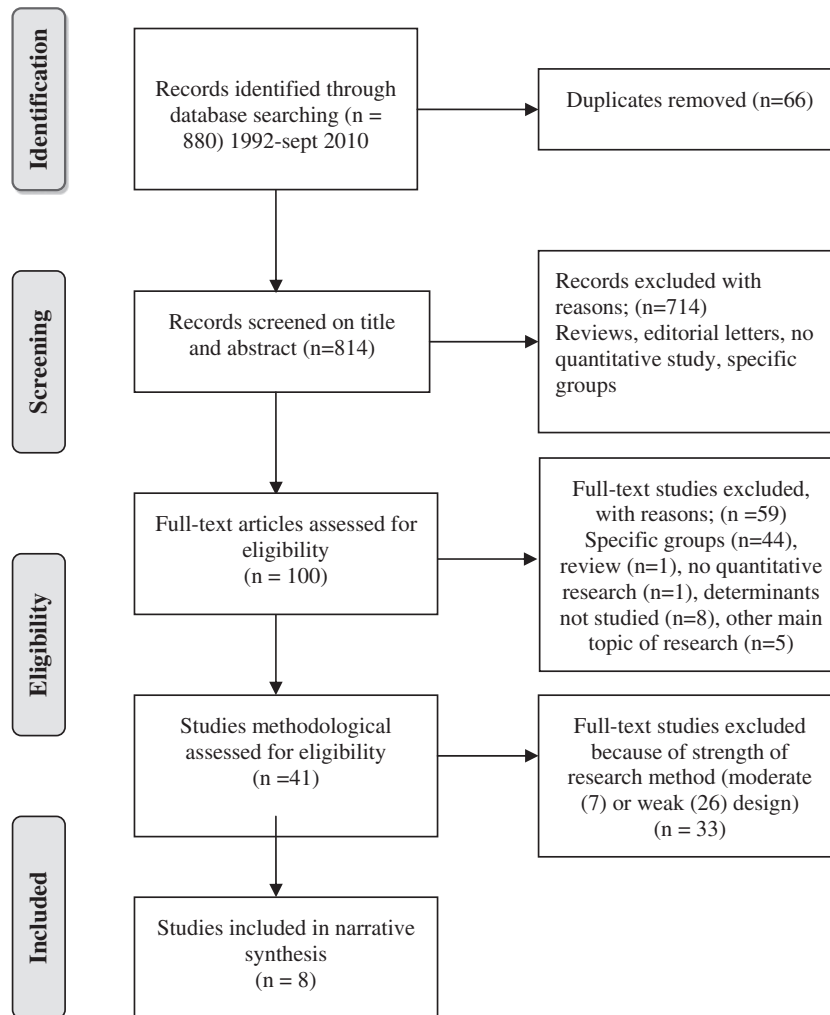 Identification
Records identified through
database searching (n =
880) 1992-sept 2010
Duplicates removed (n=66)
Screening
Records screened on title
and abstract (n=814)
Records excluded with
reasons; (n=714)
Reviews, editorial letters, no
quantitative study, specific
groups
Eligibility
Full-text articles assessed for
eligibility
(n = 100)
Full-text studies excluded,
with reasons; (n =59)
Specific groups (n=44),
review (n=1), no quantitative
research (n=1), determinants
not studied (n=8), other main
topic of research (n=5)
Studies methodological
assessed for eligibility
(n =41)
Full-text studies excluded
because of strength of
research method (moderate
(7) or weak (26) design)
(n = 33)
Included
Studies included in narrative
synthesis
(n = 8)